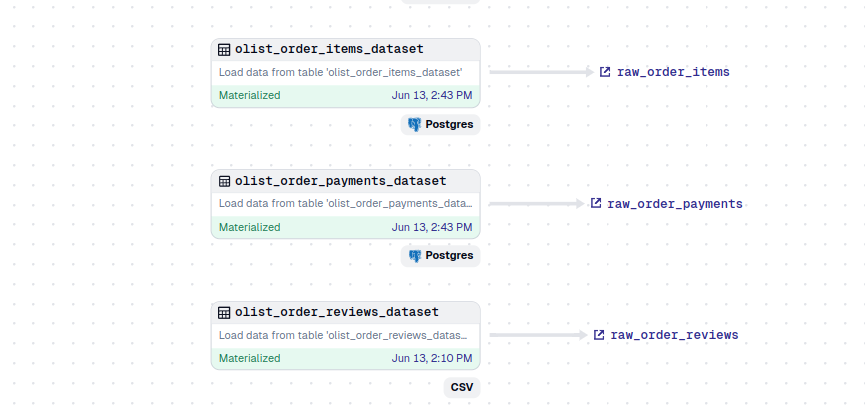 olist_order_items_dataset
Load data from table 'olist_order_items_dataset'
Materialized Jun 13, 2:43 PM
Postgres
raw_order_items
olist_order_payments_dataset
Load data from table 'olist_order_payments_data…
Materialized Jun 13, 2:43 PM
Postgres
raw_order_payments
olist_order_reviews_dataset
Load data from table 'olist_order_reviews_datas…
Materialized Jun 13, 2:10 PM
CSV
raw_order_reviews